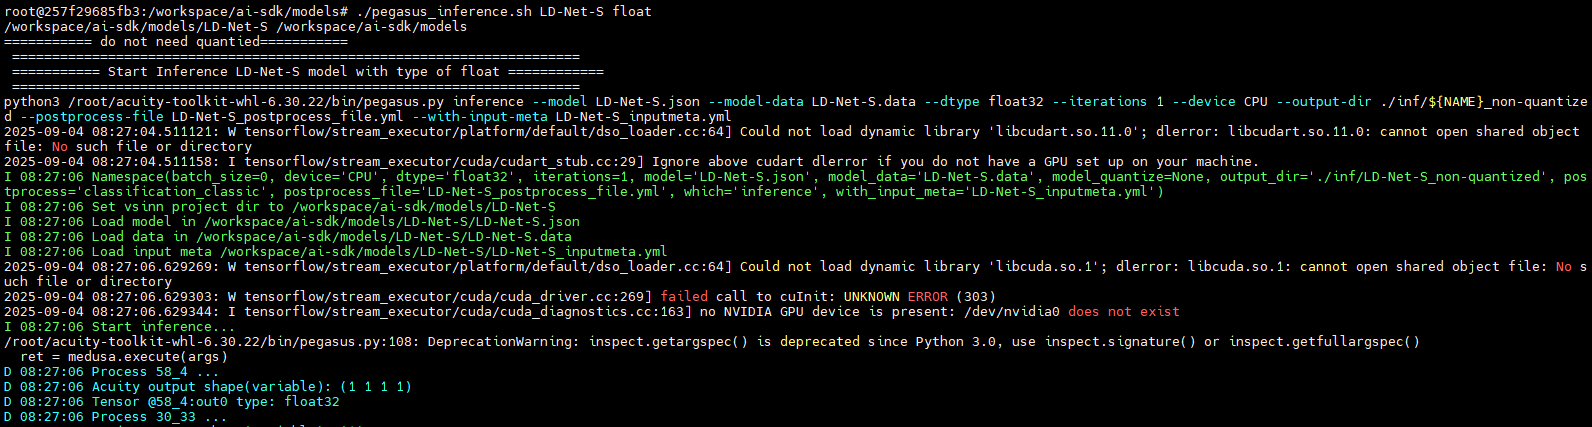 root@257f29685fb3:/workspace/ai-sdk/models# ./pegasus_inference.sh LD-Net-S float
/workspace/ai-sdk/models/LD-Net-S /workspace/ai-sdk/models
=========== do not need quantied===========
=======================================================================
=========== Start Inference LD-Net-S model with type of float ============
=======================================================================
python3 /root/acuity-toolkit-whl-6.30.22/bin/pegasus.py inference --model LD-Net-S.json --model-data LD-Net-S.data --dtype float32 --iterations 1 --device CPU --output-dir ./inf/${NAME}_non-quantize
d --postprocess-file LD-Net-S_postprocess_file.yml --with-input-meta LD-Net-S_inputmeta.yml
2025-09-04 08:27:04.511121: W tensorflow/stream_executor/platform/default/dso_loader.cc:64] Could not load dynamic library 'libcudart.so.11.0'; dlerror: libcudart.so.11.0: cannot open shared object
file: No such file or directory
2025-09-04 08:27:04.511158: I tensorflow/stream_executor/cuda/cudart_stub.cc:29] Ignore above cudart dlerror if you do not have a GPU set up on your machine.
I 08:27:06 Namespace(batch_size=0, device='CPU', dtype='float32', iterations=1, model='LD-Net-S.json', model_data='LD-Net-S.data', model_quantize=None, output_dir='./inf/LD-Net-S_non-quantized', pos
tprocess='classification_classic', postprocess_file='LD-Net-S_postprocess_file.yml', which='inference', with_input_meta='LD-Net-S_inputmeta.yml')
I 08:27:06 Set vsinn project dir to /workspace/ai-sdk/models/LD-Net-S
I 08:27:06 Load model in /workspace/ai-sdk/models/LD-Net-S/LD-Net-S.json
I 08:27:06 Load data in /workspace/ai-sdk/models/LD-Net-S/LD-Net-S.data
I 08:27:06 Load input meta /workspace/ai-sdk/models/LD-Net-S/LD-Net-S_inputmeta.yml
2025-09-04 08:27:06.629269: W tensorflow/stream_executor/platform/default/dso_loader.cc:64] Could not load dynamic library 'libcuda.so.1'; dlerror: libcuda.so.1: cannot open shared object file: No s
uch file or directory
2025-09-04 08:27:06.629303: W tensorflow/stream_executor/cuda/cuda_driver.cc:269] failed call to cuInit: UNKNOWN ERROR (303)
2025-09-04 08:27:06.629344: I tensorflow/stream_executor/cuda/cuda_diagnostics.cc:163] no NVIDIA GPU device is present: /dev/nvidia0 does not exist
I 08:27:06 Start inference...
/root/acuity-toolkit-whl-6.30.22/bin/pegasus.py:108: DeprecationWarning: inspect.getargspec() is deprecated since Python 3.0, use inspect.signature() or inspect.getfullargspec()
ret = medusa.execute(args)
D 08:27:06 Process 58_4 ...
D 08:27:06 Acuity output shape(variable): (1 1 1 1)
D 08:27:06 Tensor @58_4:out0 type: float32
D 08:27:06 Process 30_33 ...